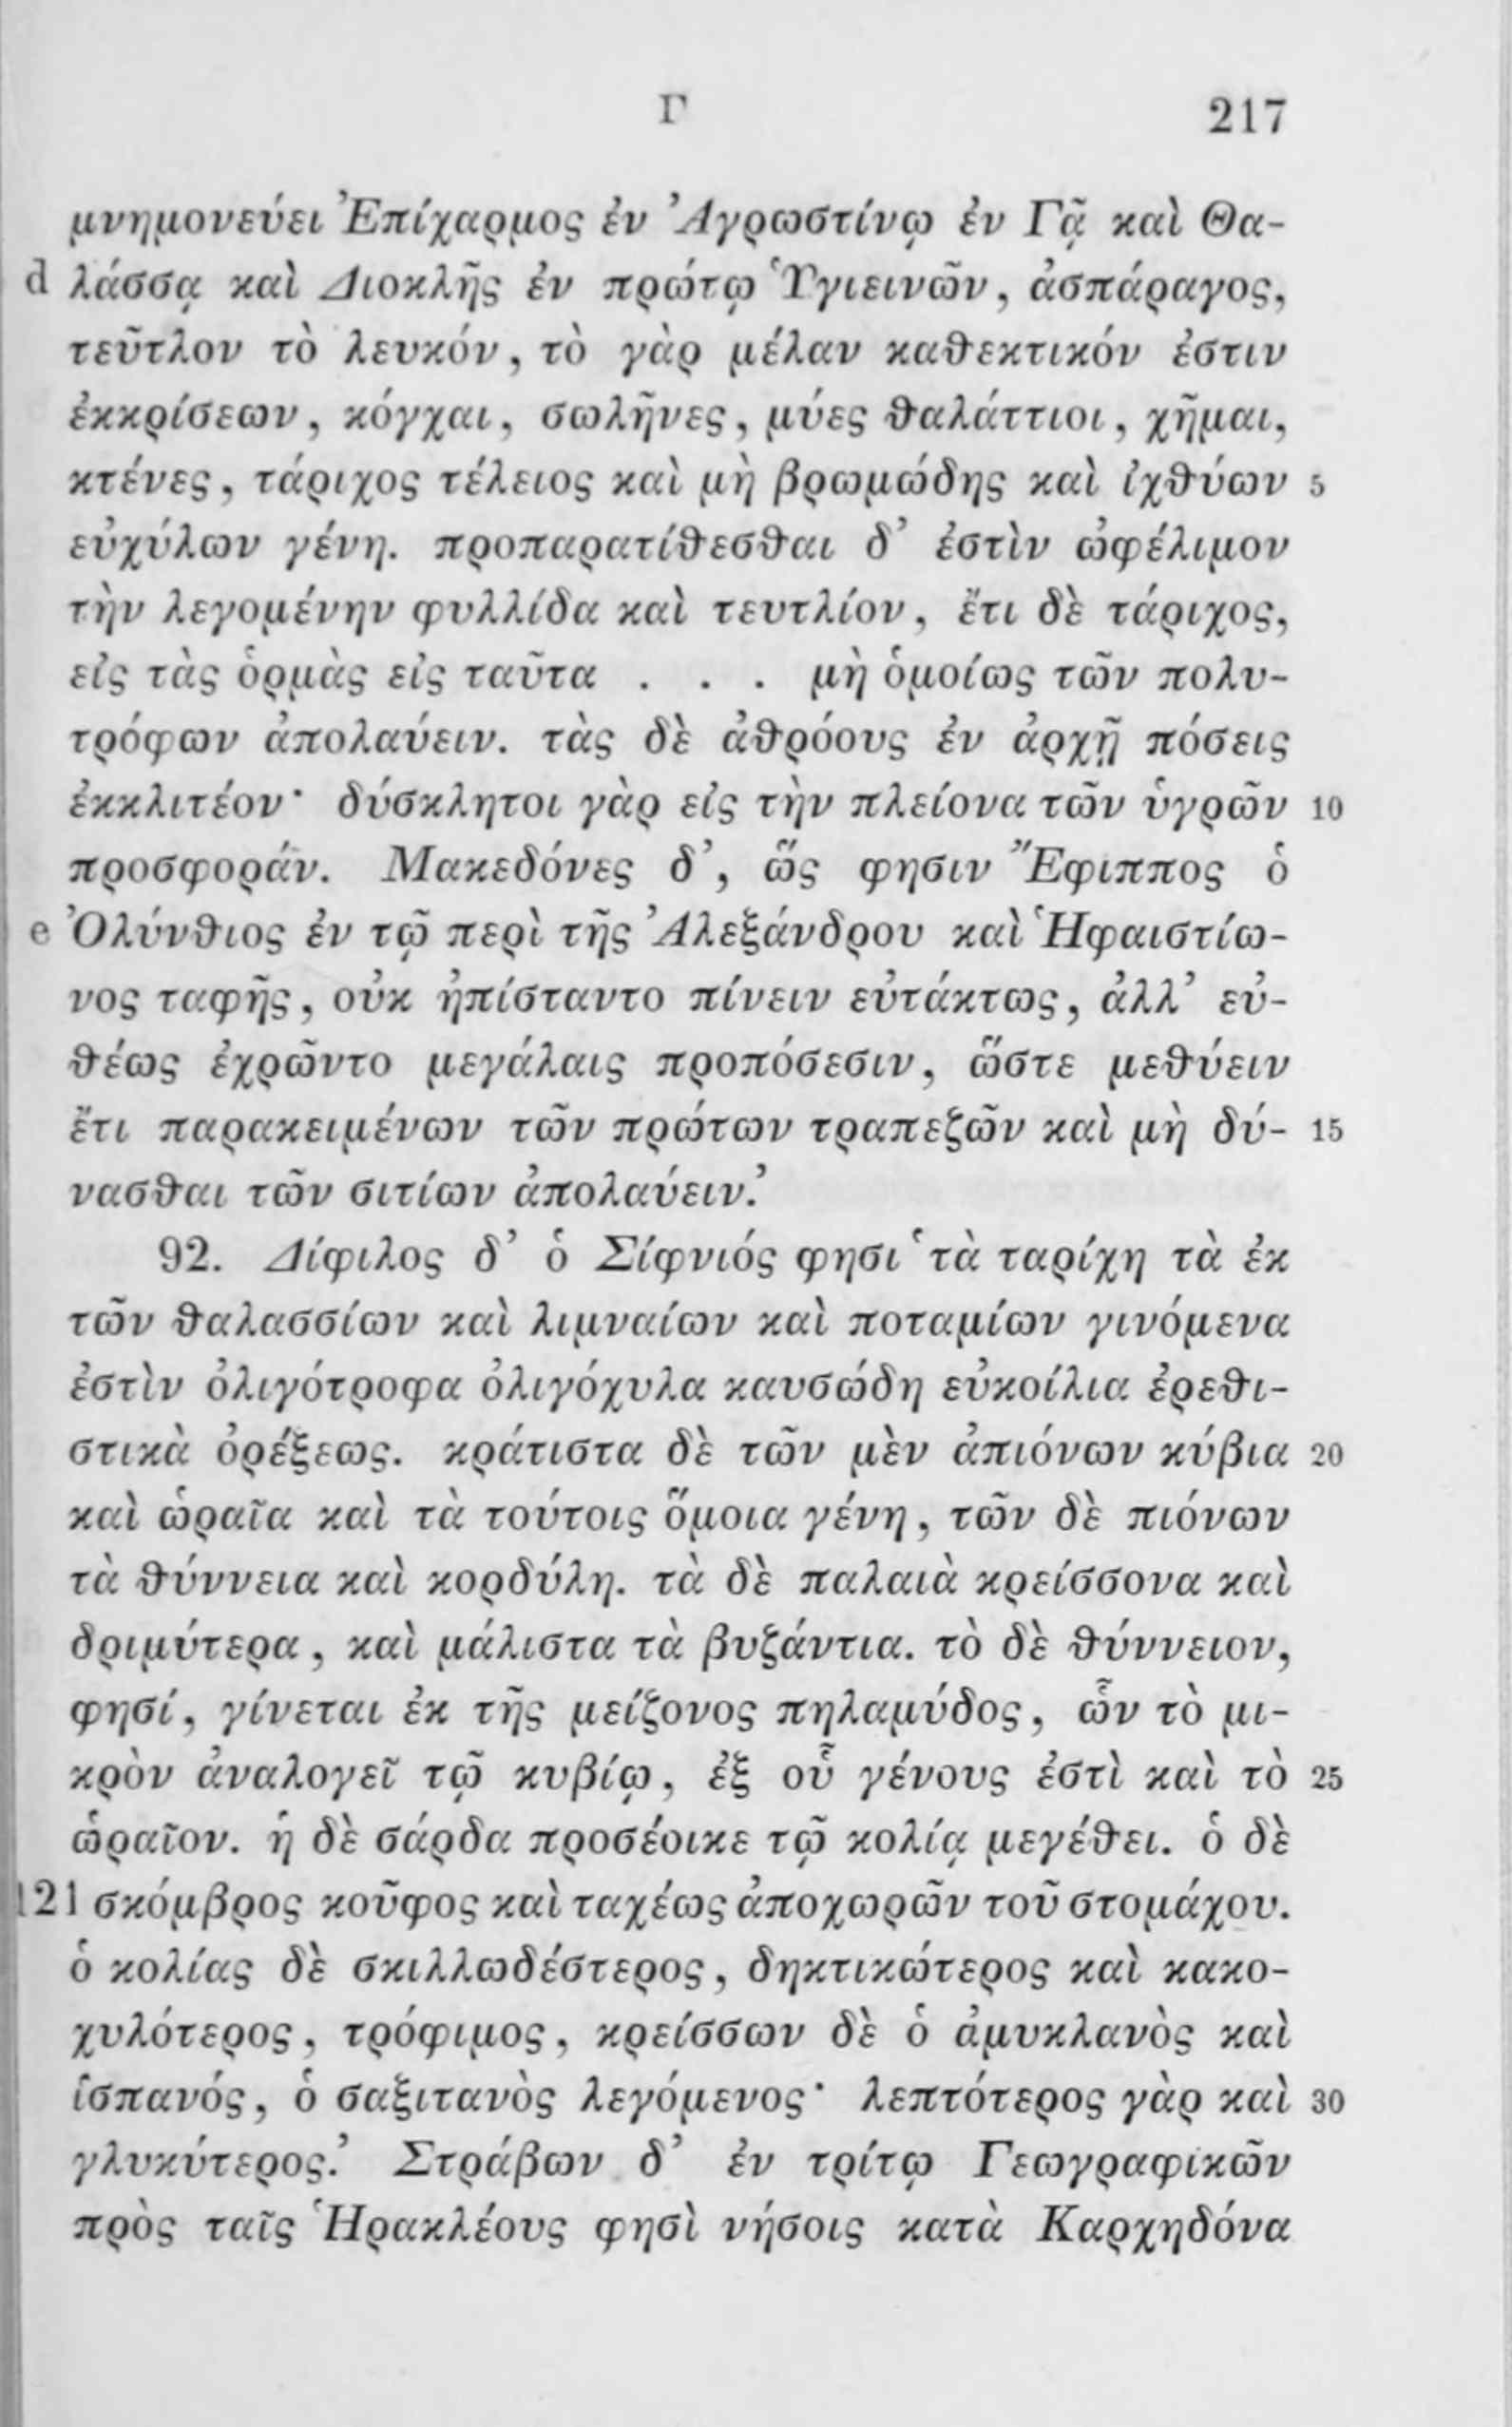 Γ 217
μνημονεύει Ἐπίχαρμος ἐν Ἀγρωστίνῳ ἐν Γᾷ καὶ Θα-
d λάσσᾳ καὶ Διοκλῆς ἐν πρώτῳ Ὑγιεινῶν, ἀσπάραγος,
τεῦτλον τὸ λευκόν, τὸ γὰρ μέλαν καθεκτικόν ἐστιν
ἐκκρίσεων, κόγχαι, σωλῆνες, μύες θαλάττιοι, χῆμαι,
κτένες, τάριχος τέλειος καὶ μὴ βρωμώδης καὶ ἰχθύων 5
εὐχύλων γένη. προπαρατίθεσθαι δ’ ἐστὶν ὠφέλιμον
τὴν λεγομένην φυλλίδα καὶ τευτλίον, ἔτι δὲ τάριχος,
εἰς τὰς ὁρμὰς εἰς ταῦτα . . . μὴ ὁμοίως τῶν πολυ-
τρόφων ἀπολαύειν. τὰς δὲ ἀθρόους ἐν ἀρχῇ πόσεις
ἐκκλιτέον· δύσκλητοι γὰρ εἰς τὴν πλείονα τῶν ὑγρῶν 10
προσφοράν. Μακεδόνες δ’, ὥς φησιν Ἔφιππος ὁ
e Ὀλύνθιος ἐν τῷ περὶ τῆς Ἀλεξάνδρου καὶ Ἡφαιστίω-
νος ταφῆς, οὐκ ἠπίσταντο πίνειν εὐτάκτως, ἀλλ’ εὐ-
θέως ἐχρῶντο μεγάλαις προπόσεσιν, ὥστε μεθύειν
ἔτι παρακειμένων τῶν πρώτων τραπεζῶν καὶ μὴ δύ- 15
νασθαι τῶν σιτίων ἀπολαύειν.’
92. Δίφιλος δ’ ὁ Σίφνιός φησι ‘τὰ ταρίχη τὰ ἐκ
τῶν θαλασσίων καὶ λιμναίων καὶ ποταμίων γινόμενα
ἐστὶν ὀλιγότροφα ὀλιγόχυλα καυσώδη εὐκοίλια ἐρεθι-
στικὰ ὀρέξεως. κράτιστα δὲ τῶν μὲν ἀπιόνων κύβια 20
καὶ ὡραῖα καὶ τὰ τούτοις ὅμοια γένη, τῶν δὲ πιόνων
τὰ θύννεια καὶ κορδύλη. τὰ δὲ παλαιὰ κρείσσονα καὶ
δριμύτερα, καὶ μάλιστα τὰ βυζάντια. τὸ δὲ θύννειον,
φησί, γίνεται ἐκ τῆς μείζονος πηλαμύδος, ὧν τὸ μι-
κρὸν ἀναλογεῖ τῷ κυβίῳ, ἐξ οὗ γένους ἐστὶ καὶ τὸ 25
ὡραῖον. ἡ δὲ σάρδα προσέοικε τῷ κολίᾳ μεγέθει. ὁ δὲ
121 σκόμβρος κοῦφος καὶ ταχέως ἀποχωρῶν τοῦ στομάχου.
ὁ κολίας δὲ σκιλλωδέστερος, δηκτικώτερος καὶ κακο-
χυλότερος, τρόφιμος, κρείσσων δὲ ὁ ἀμυκλανὸς καὶ
ἱσπανός, ὁ σαξιτανὸς λεγόμενος· λεπτότερος γὰρ καὶ 30
γλυκύτερος.’ Στράβων δ’ ἐν τρίτῳ Γεωγραφικῶν
πρὸς ταῖς Ἡρακλέους φησὶ νήσοις κατὰ Καρχηδόνα